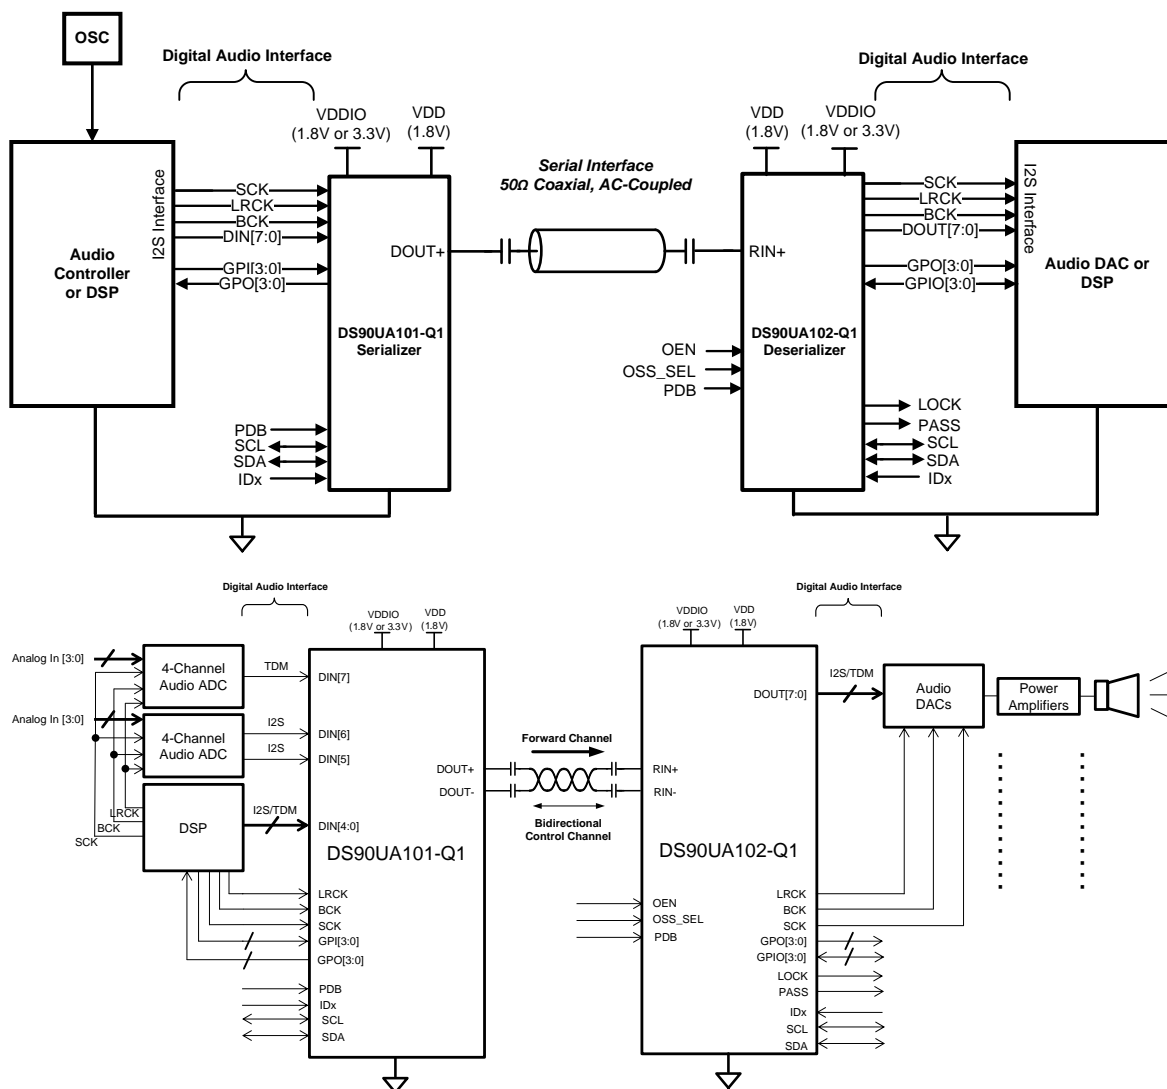 OSC
Digital Audio Interface
Digital Audio Interface
VDDIO
(1.8V or 3.3V)
VDD
(1.8V)
VDD
(1.8V)
VDDIO
(1.8V or 3.3V)
Serial Interface
50Ω Coaxial, AC-Coupled
Audio
Controller
or DSP
I2S Interface
SCK
LRCK
BCK
DIN[7:0]
GPI[3:0]
GPO[3:0]
DOUT+
DS90UA101-Q1
Serializer
PDB
SCL
SDA
IDx
RIN+
DS90UA102-Q1
Deserializer
OEN
OSS_SEL
PDB
SCK
LRCK
BCK
DOUT[7:0]
GPO[3:0]
GPIO[3:0]
LOCK
PASS
SCL
SDA
IDx
I2S Interface
Audio DAC or
DSP
Digital Audio Interface
Digital Audio Interface
VDDIO
(1.8V or 3.3V)
VDD
(1.8V)
VDDIO
(1.8V or 3.3V)
VDD
(1.8V)
Analog In [3:0]
4-Channel
Audio ADC
TDM
DIN[7]
Analog In [3:0]
4-Channel
Audio ADC
I2S
DIN[6]
I2S
DIN[5]
LRCK
BCK
SCK
DSP
I2S/TDM
DIN[4:0]
DS90UA101-Q1
LRCK
BCK
SCK
GPI[3:0]
GPO[3:0]
PDB
IDx
SCL
SDA
DOUT+
DOUT-
Forward Channel
Bidirectional
Control Channel
RIN+
RIN-
DS90UA102-Q1
OEN
OSS_SEL
PDB
DOUT[7:0]
I2S/TDM
Audio
DACs
Power
Amplifiers
LRCK
BCK
SCK
GPO[3:0]
GPIO[3:0]
LOCK
PASS
IDx
SCL
SDA